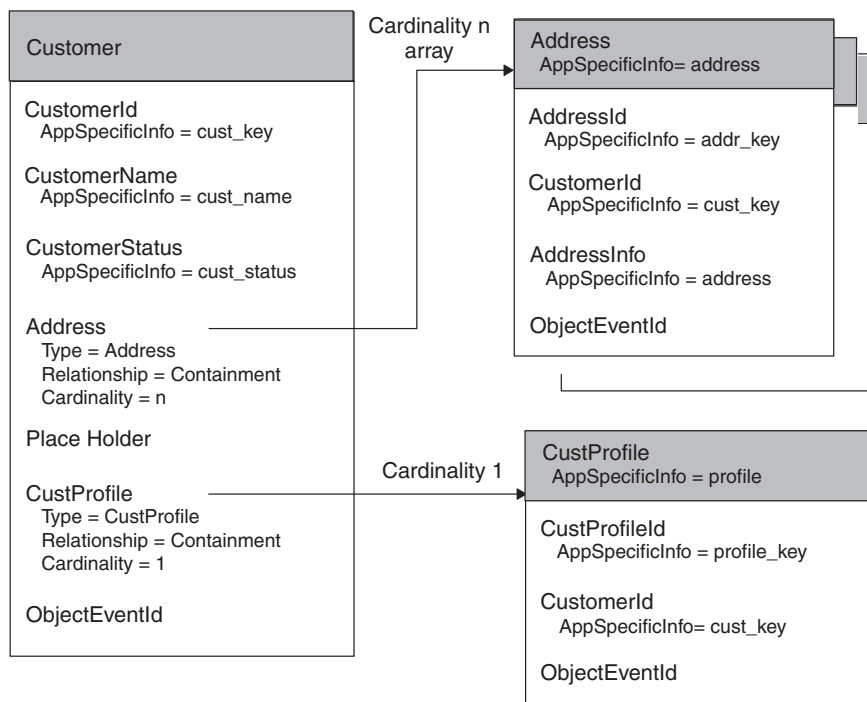 Customer
CustomerId
AppSpecificInfo = cust_key
CustomerName
AppSpecificInfo = cust_name
CustomerStatus
AppSpecificInfo = cust_status
Address
Type = Address
Relationship = Containment
Cardinality = n
Place Holder
CustProfile
Type = CustProfile
Relationship = Containment
Cardinality = 1
ObjectEventId
Cardinality n
array
Address
AppSpecificInfo= address
AddressId
AppSpecificInfo = addr_key
CustomerId
AppSpecificInfo = cust_key
AddressInfo
AppSpecificInfo = address
ObjectEventId
Cardinality 1
CustProfile
AppSpecificInfo = profile
CustProfileId
AppSpecificInfo = profile_key
CustomerId
AppSpecificInfo= cust_key
ObjectEventId